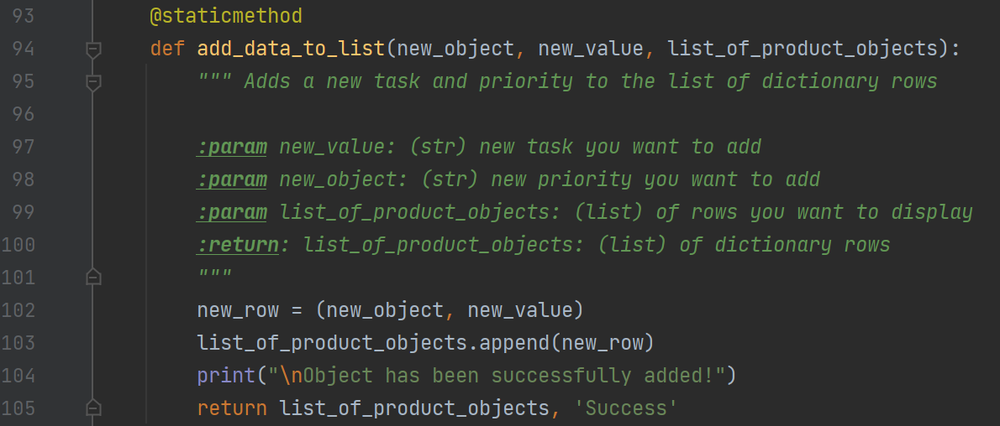 93 @staticmethod
94 def add_data_to_list(new_object, new_value, list_of_product_objects):
95 """ Adds a new task and priority to the list of dictionary rows
96
97 :param new_value: (str) new task you want to add
98 :param new_object: (str) new priority you want to add
99 :param list_of_product_objects: (list) of rows you want to display
100 :return: list_of_product_objects: (list) of dictionary rows
101 """
102 new_row = (new_object, new_value)
103 list_of_product_objects.append(new_row)
104 print("\nObject has been successfully added!")
105 return list_of_product_objects, 'Success'